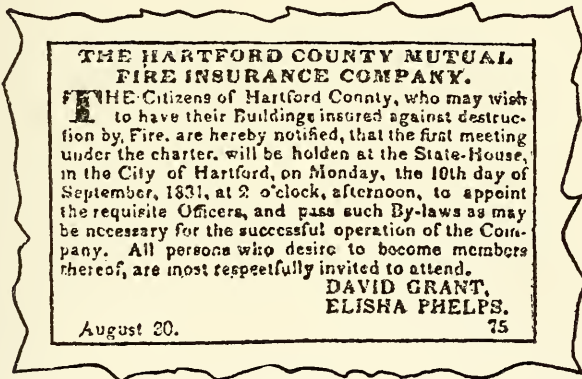 THE HARTFORD COUNTY MUTUAL
FIRE INSURANCE COMPANY.
THE Citizens of Hartford County, who may wish
to have their Buildings insured against destruc-
tion by, Fire. are hereby notified, that the first meeting
under the charter. will be holden at the State-House,
in the City of Hartford, on Monday, the 10th day of
September, 1831, at 2 o'clock, afternoon, to appoint
the requisite Officers, and pass such By-laws as may
be necessary for the successful operation of the Com-
pany. All persons who desire to become members
thereof, are most respectfully invited to attend.
DAVID GRANT,
ELISHA PHELPS.
August 20. 75